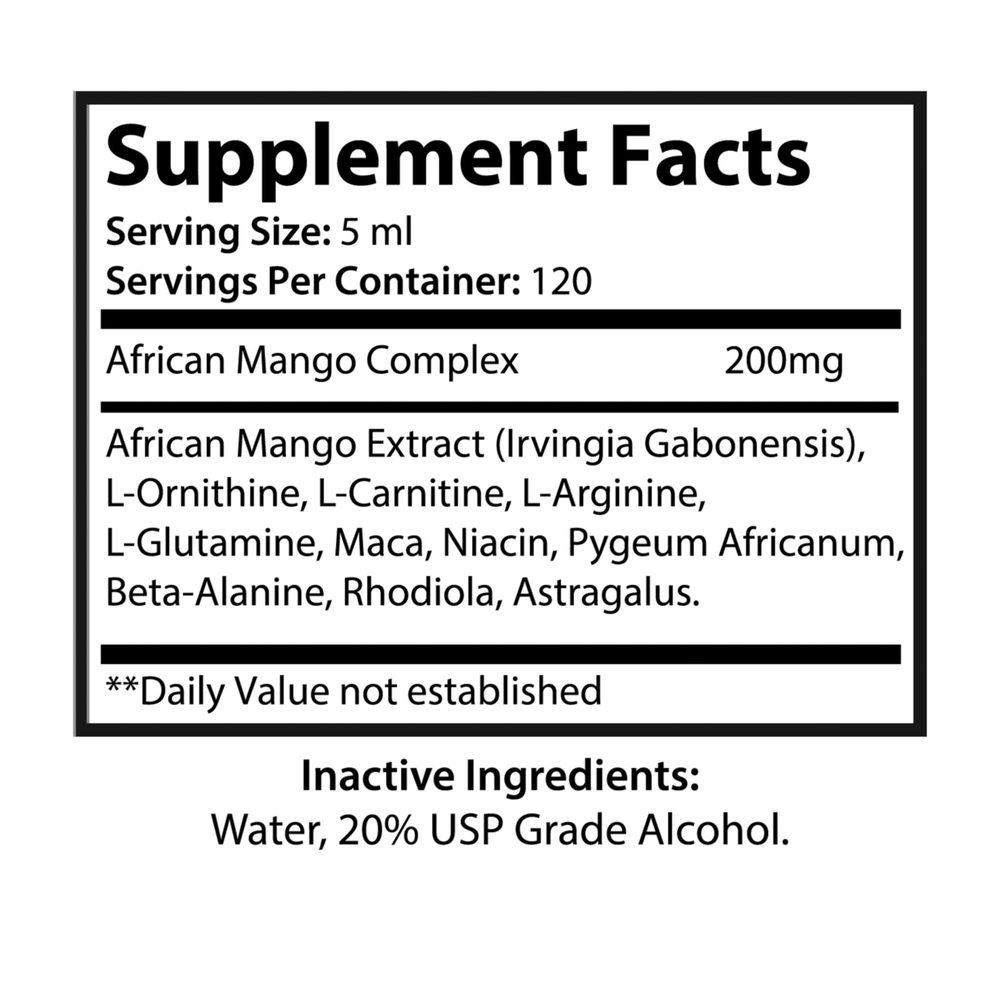 Supplement Facts
Serving Size: 5 ml
Servings Per Container: 120
African Mango Complex 200mg
African Mango Extract (Irvingia Gabonensis),
L-Ornithine, L-Carnitine, L-Arginine,
L-Glutamine, Maca, Niacin, Pygeum Africanum,
Beta-Alanine, Rhodiola, Astragalus.
**Daily Value not established
Inactive Ingredients:
Water, 20% USP Grade Alcohol.